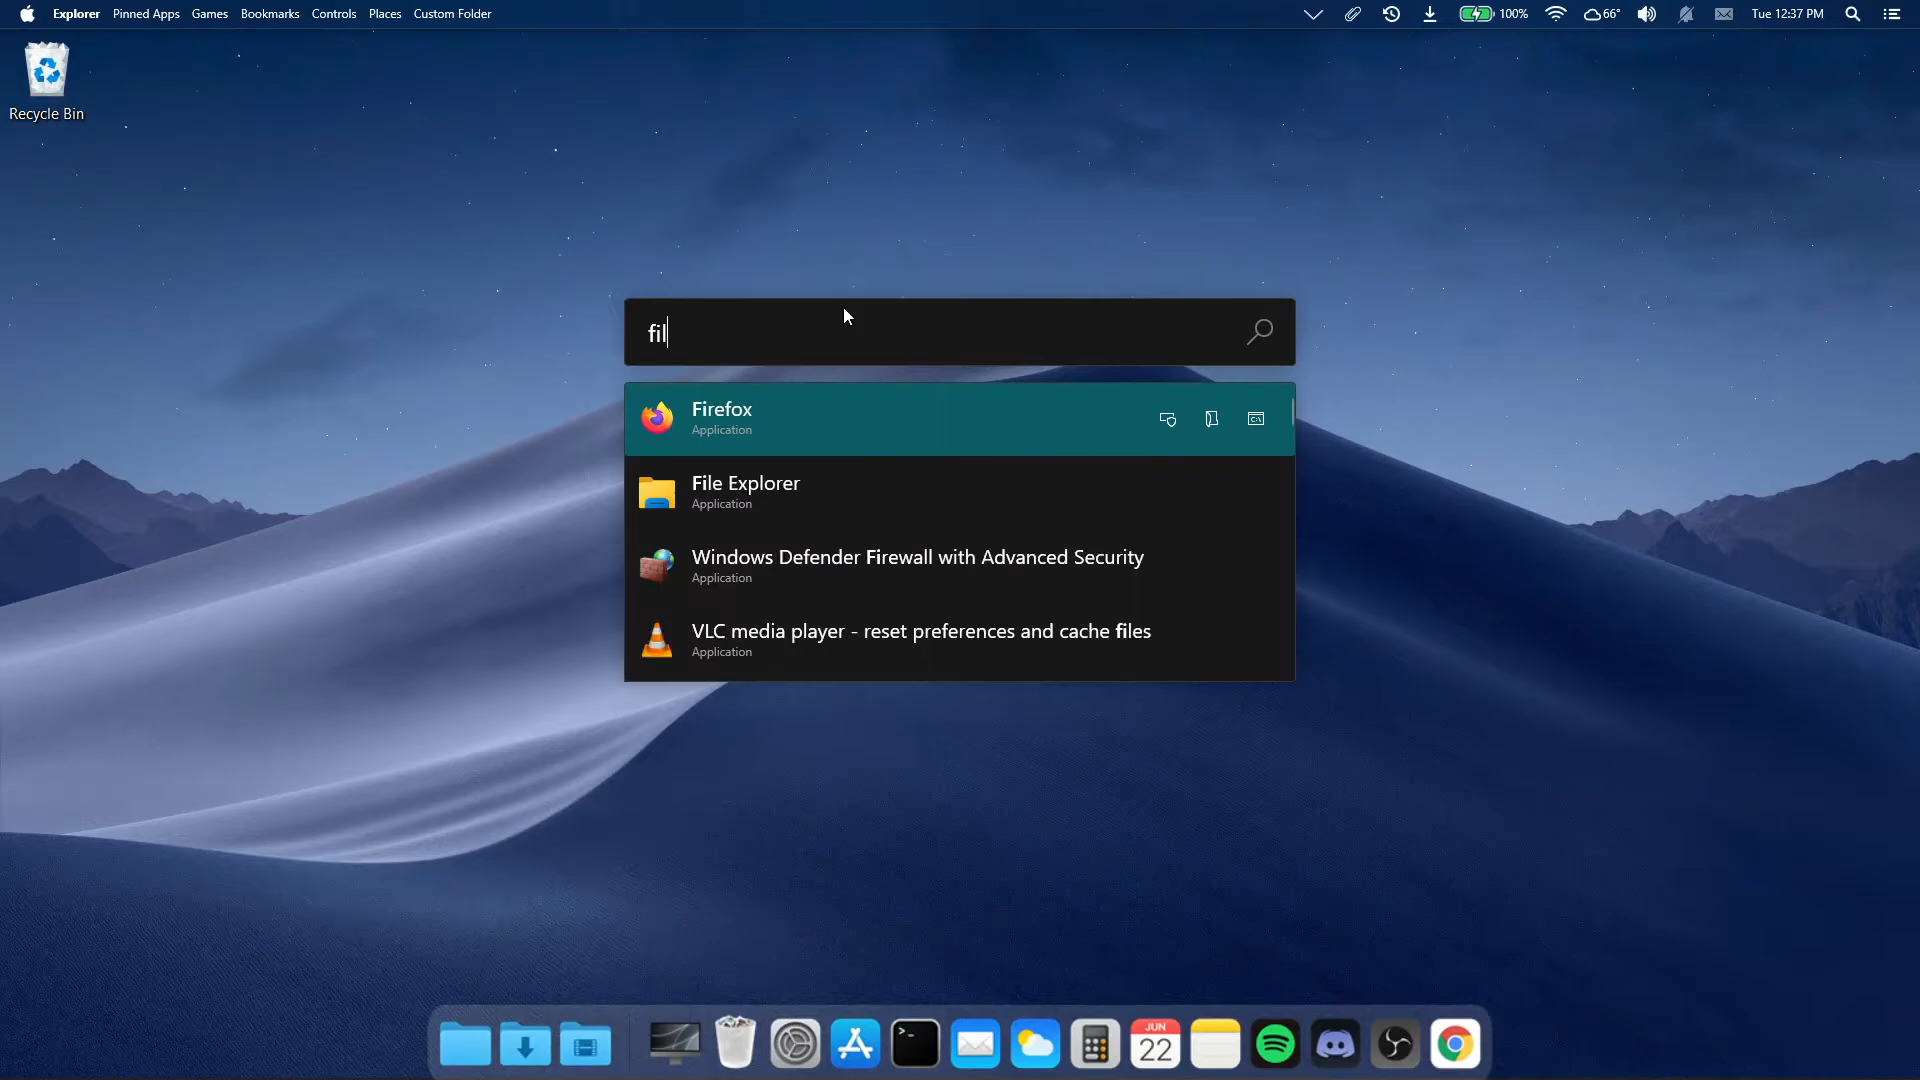 Explorer Pinned Apps Games Bookmarks Controls Places Custom Folder
100% 66° Tue 12:37 PM
Recycle Bin
fil
Firefox
Application
File Explorer
Application
Windows Defender Firewall with Advanced Security
Application
VLC media player - reset preferences and cache files
Application
JUN
22